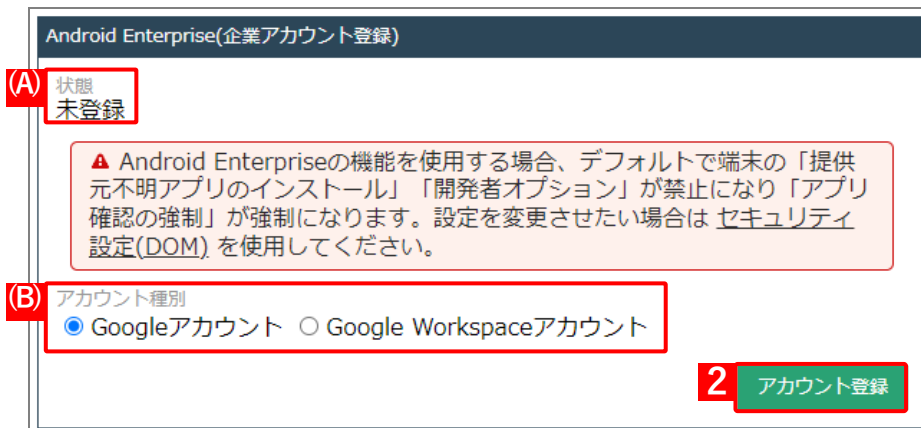 Android Enterprise(企業アカウント登録)
(A) 状態
未登録
Android Enterpriseの機能を使用する場合、デフォルトで端末の「提供
元不明アプリのインストール」「開発者オプション」が禁止になり「アプリ
確認の強制」が強制になります。設定を変更させたい場合は セキュリティ
設定(DOM) を使用してください。
(B) アカウント種別
Googleアカウント Google Workspaceアカウント
2 アカウント登録